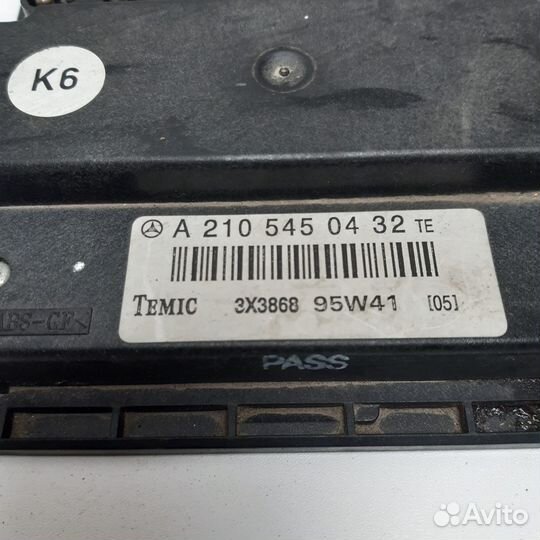 K6
A 210 545 04 32 TE
TEMIC 3X3868 95W41 [05]
PASS
Avito